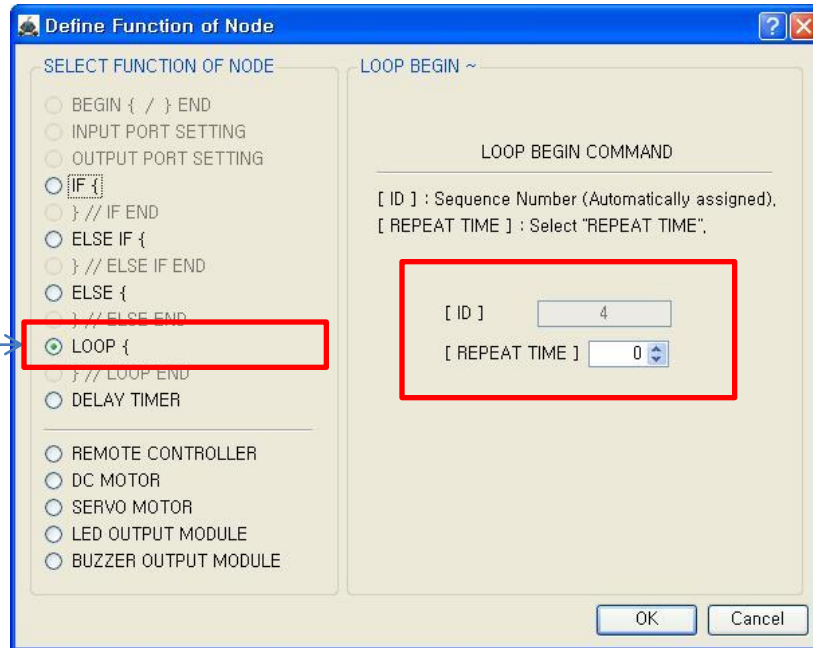 Define Function of Node
SELECT FUNCTION OF NODE
BEGIN { / } END
INPUT PORT SETTING
OUTPUT PORT SETTING
IF {
} // IF END
ELSE IF {
} // ELSE IF END
ELSE {
} // ELSE END
LOOP {
} // LOOP END
DELAY TIMER
REMOTE CONTROLLER
DC MOTOR
SERVO MOTOR
LED OUTPUT MODULE
BUZZER OUTPUT MODULE
LOOP BEGIN ~
LOOP BEGIN COMMAND
[ ID ] : Sequence Number (Automatically assigned),
[ REPEAT TIME ] : Select "REPEAT TIME",
[ ID ] 4
[ REPEAT TIME ] 0
OK Cancel